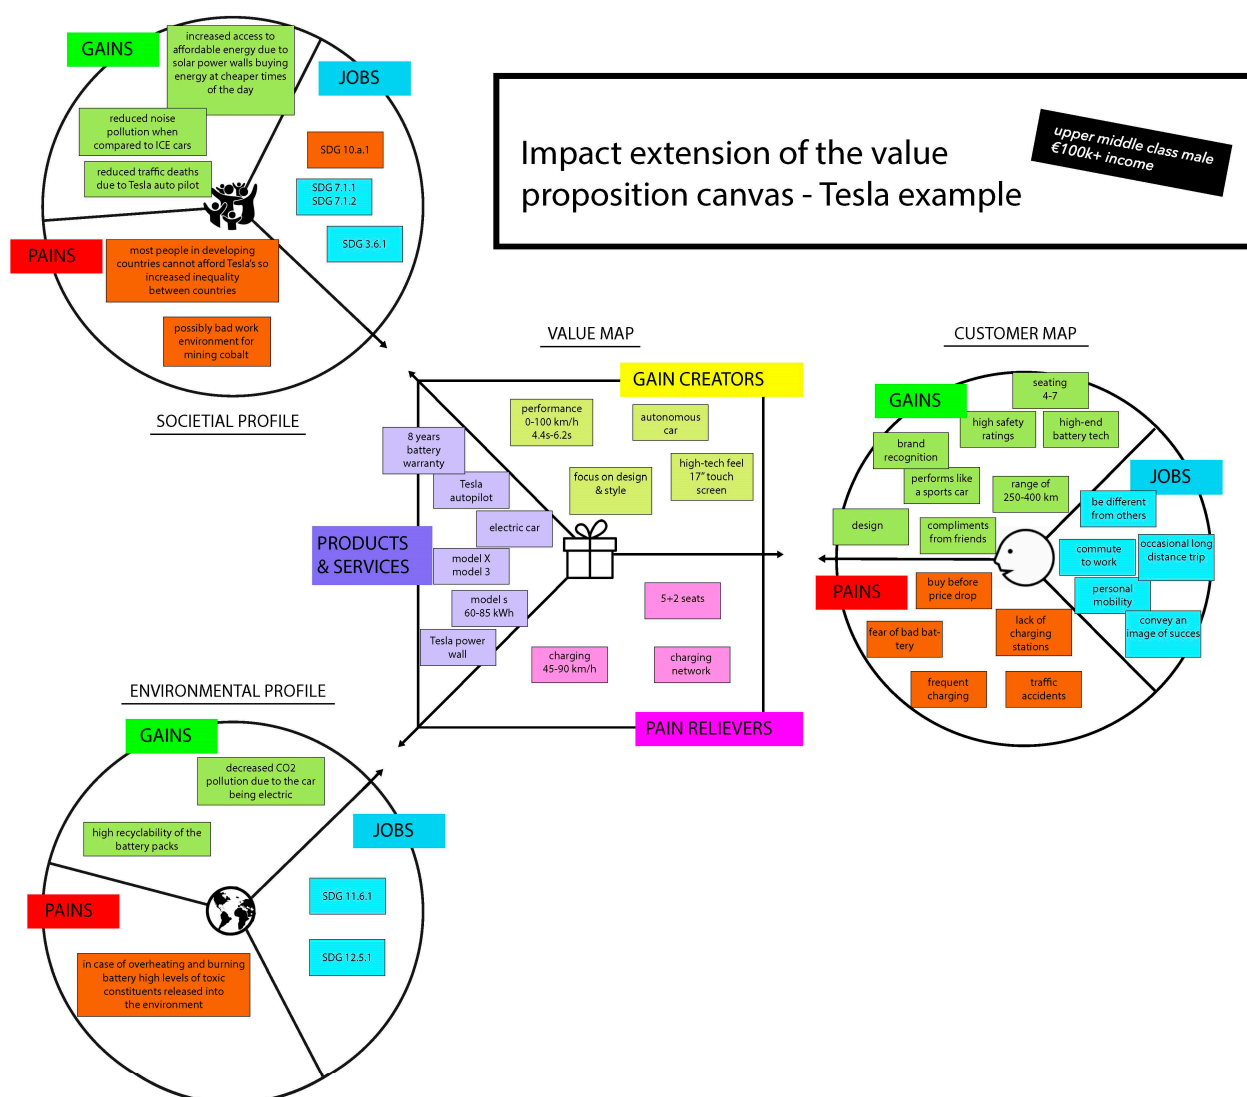 GAINS
increased access to
affordable energy due to
solar power walls buying
energy at cheaper times
of the day
reduced noise
pollution when
compared to ICE cars
reduced traffic deaths
due to Tesla auto pilot
JOBS
SDG 10.a.1
SDG 7.1.1
SDG 7.1.2
SDG 3.6.1
PAINS
most people in developing
countries cannot afford Tesla's so
increased inequality
between countries
possibly bad work
environment for
mining cobalt
SOCIETIAL PROFILE
Impact extension of the value
proposition canvas - Tesla example
upper middle class male
€100k+ income
VALUE MAP
GAIN CREATORS
performance
0-100 km/h
4.4s-6.2s
autonomous
car
focus on design
& style
high-tech feel
17" touch
screen
8 years
battery
warranty
Tesla
autopilot
electric car
PRODUCTS
& SERVICES
model X
model 3
model s
60-85 kWh
Tesla power
wall
5+2 seats
charging
45-90 km/h
charging
network
PAIN RELIEVERS
CUSTOMER MAP
GAINS
seating
4-7
high safety
ratings
high-end
battery tech
brand
recognition
performs like
a sports car
range of
250-400 km
design
compliments
from friends
JOBS
be different
from others
commute
to work
occasional long
distance trip
personal
mobility
convey an
image of succes
PAINS
buy before
price drop
fear of bad bat-
tery
lack of
charging
stations
frequent
charging
traffic
accidents
ENVIRONMENTAL PROFILE
GAINS
decreased CO2
pollution due to the car
being electric
high recyclability of the
battery packs
JOBS
SDG 11.6.1
SDG 12.5.1
PAINS
in case of overheating and burning
battery high levels of toxic
constituents released into
the environment